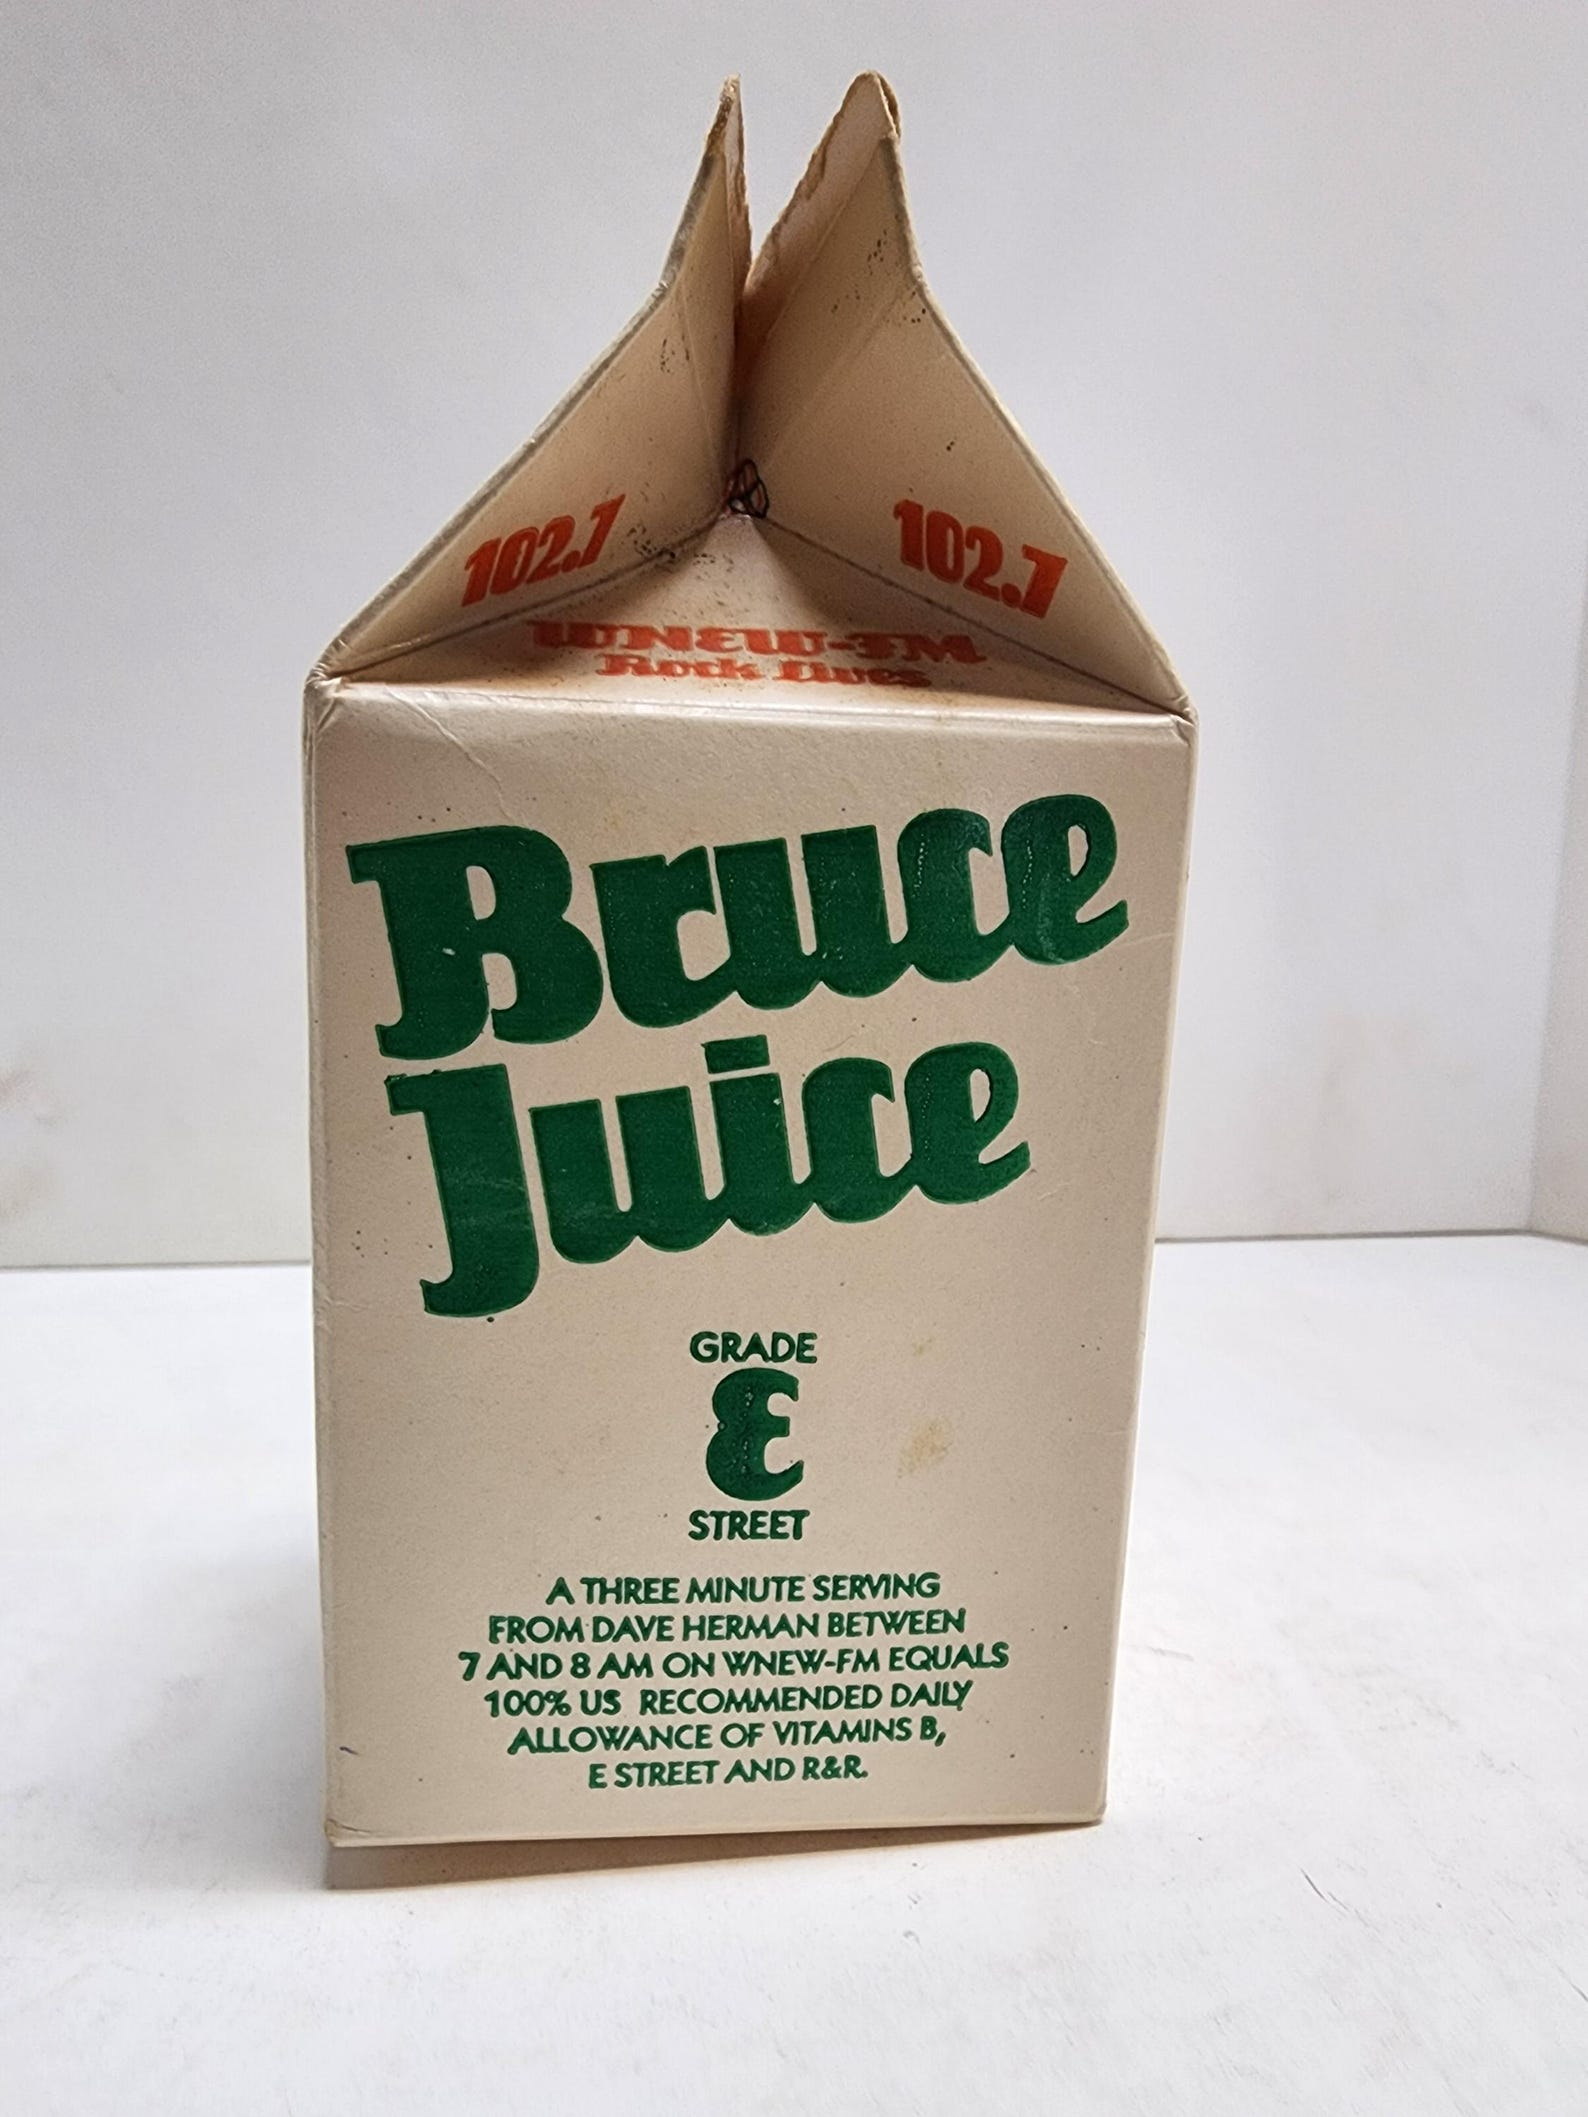 102.7
102.7
WNEW-FM
Rock Lives
Bruce
Juice
GRADE
E
STREET
A THREE MINUTE SERVING
FROM DAVE HERMAN BETWEEN
7 AND 8 AM ON WNEW-FM EQUALS
100% US RECOMMENDED DAILY
ALLOWANCE OF VITAMINS B,
E STREET AND R&R.